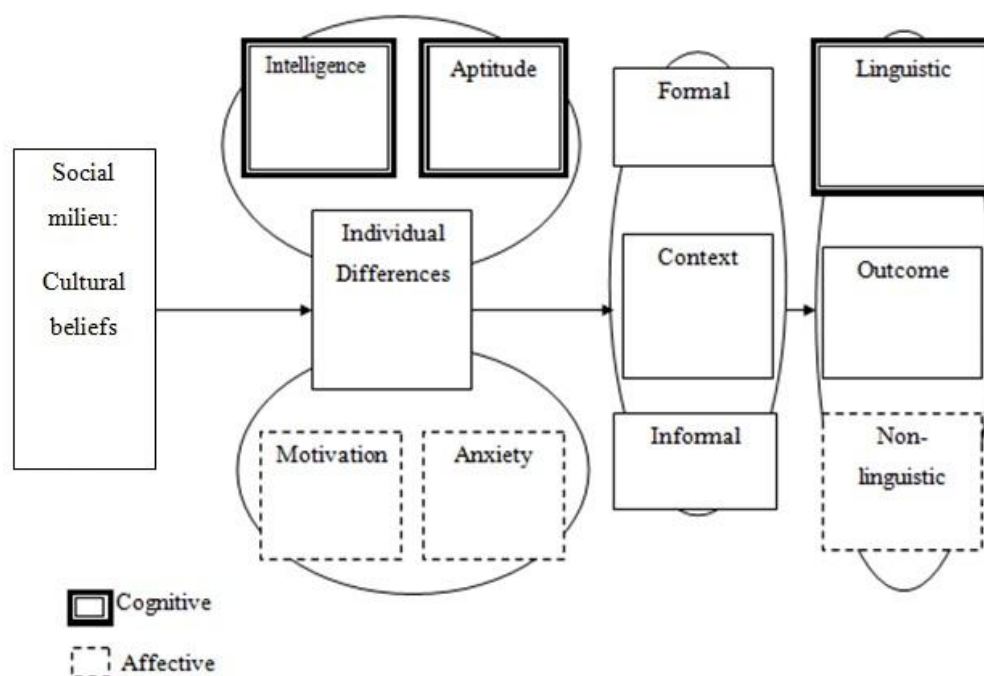 Social
milieu:
Cultural
beliefs
Intelligence
Aptitude
Individual
Differences
Motivation
Anxiety
Formal
Context
Informal
Linguistic
Outcome
Non-
linguistic
Cognitive
Affective